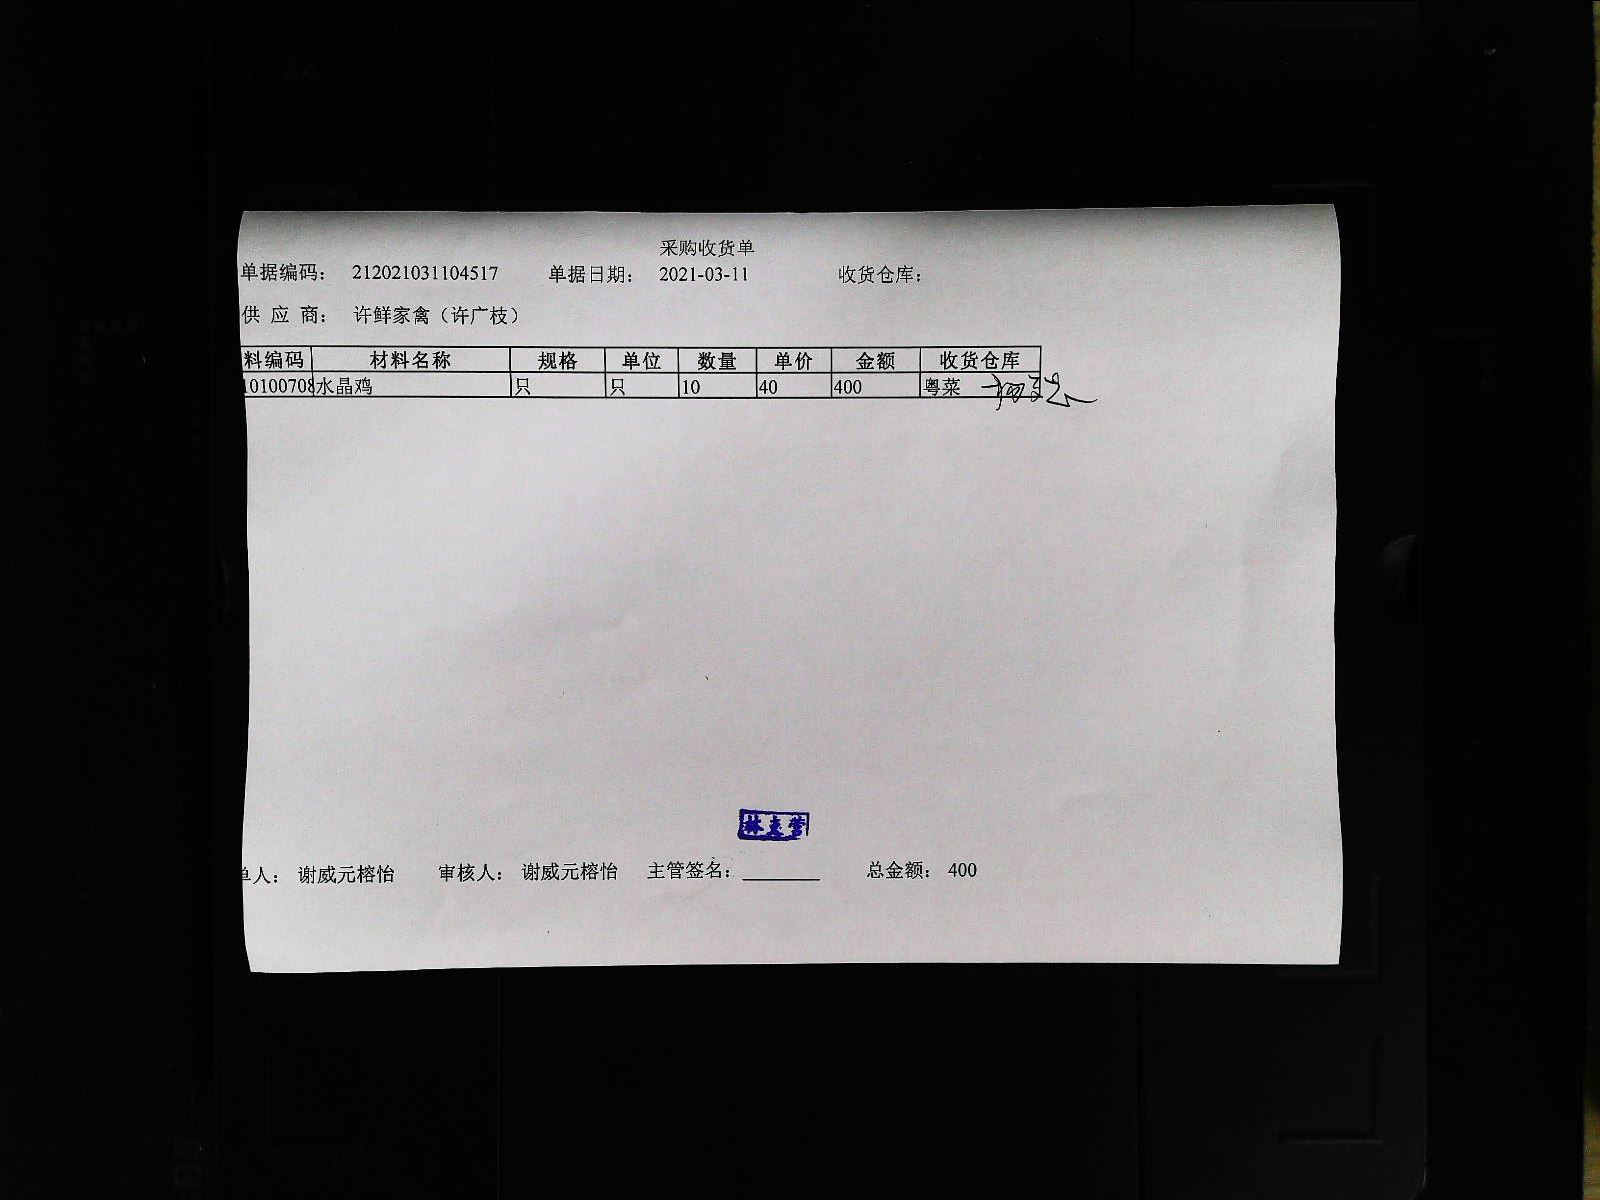 采购收货单
单据编码： 212021031104517 单据日期： 2021-03-11 收货仓库：
供 应 商： 许鲜家禽（许广枝）
料编码 材料名称 规格 单位 数量 单价 金额 收货仓库
10100708 水晶鸡 只 只 10 40 400 粤菜
单人： 谢威元榕怡 审核人： 谢威元榕怡 主管签名： 总金额： 400